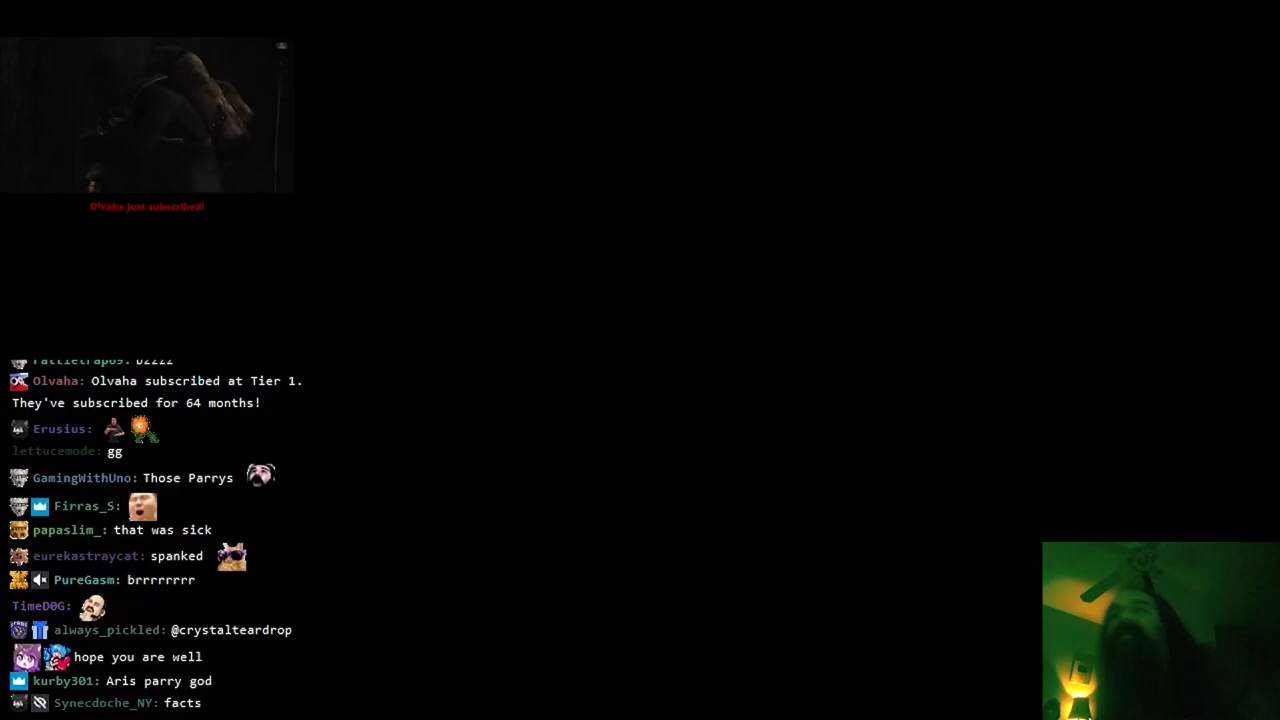 Olvaha just subscribed!
Fattietrap69: bzzzz
Olvaha: Olvaha subscribed at Tier 1.
They've subscribed for 64 months!
Erusius:
lettucemode: gg
GamingWithUno: Those Parrys
Firras_S:
papaslim_: that was sick
eurekastraycat: spanked
PureGasm: brrrrrrrr
TimeD0G:
always_pickled: @crystalteardrop
hope you are well
kurby301: Aris parry god
Synecdoche_NY: facts